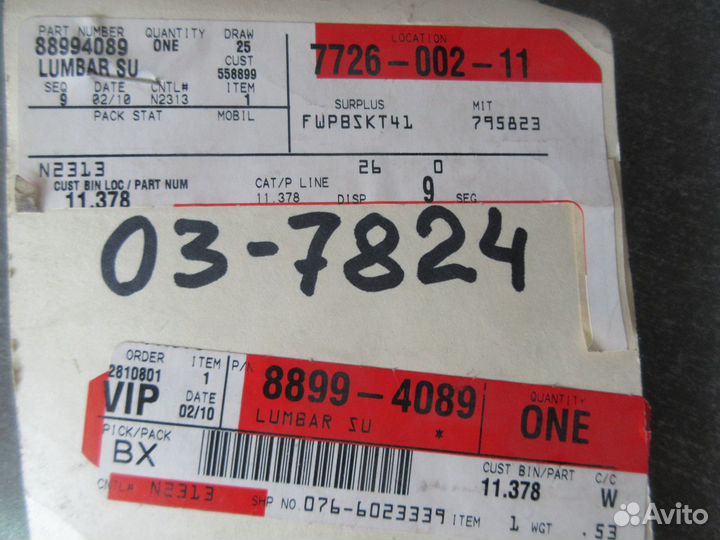 PART NUMBER QUANTITY DRAW
88994089 ONE 25
LUMBAR SU CUST 558899
SEQ DATE CNTL# ITEM
9 02/10 N2313 1
PACK STAT MOBIL
LOCATION
7726-002-11
SURPLUS MIT
FWPBSKT41 795823
N2313 26 0
CUST BIN LOC / PART NUM CAT/P LINE 9
11.378 11.378 DISP SEG
03-7824
ORDER ITEM P/N QUANTITY
2810801 1 8899-4089 ONE
VIP DATE 02/10 LUMBAR SU *
PICK/PACK CUST BIN/PART C/C
BX 11.378 W
CNTL# N2313 SHP NO. 076-6023339 ITEM 1 WGT .53
Avito